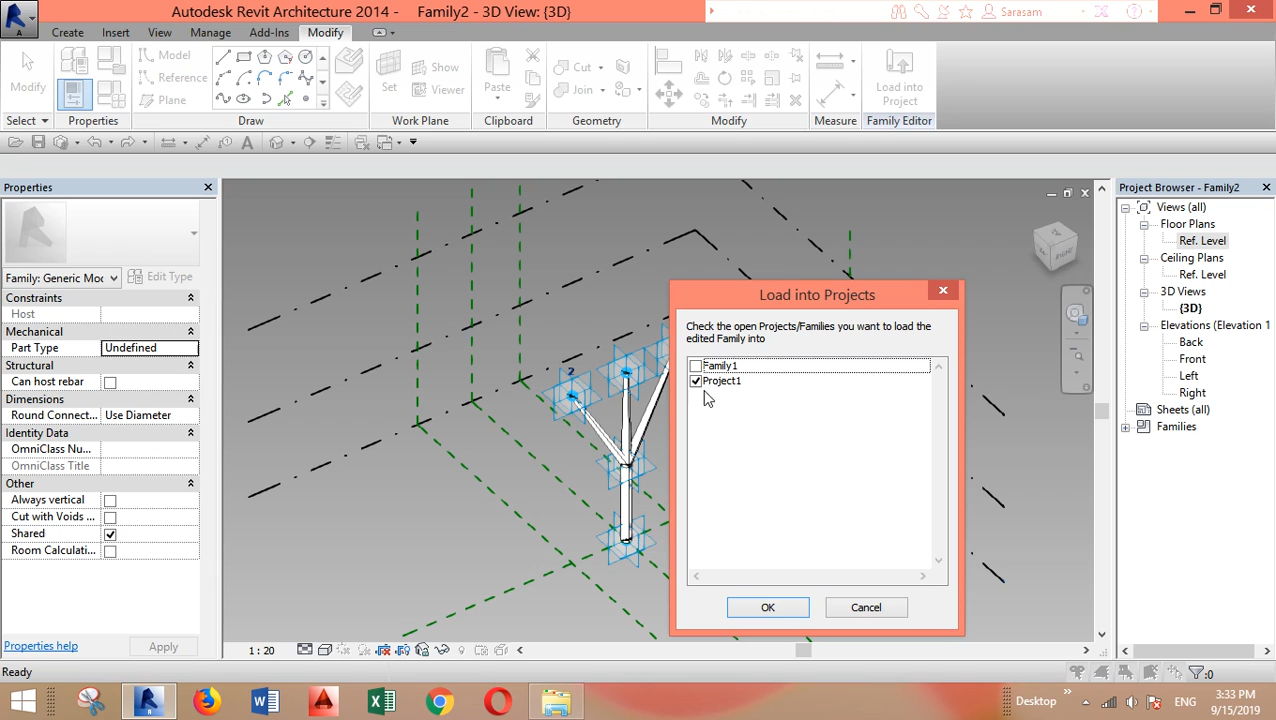 Autodesk Revit Architecture 2014 -     Family2 - 3D View: {3D}
Sarasam
Create Insert View Manage Add-Ins Modify
Modify
Model
Reference
Plane
Set
Show
Viewer
Paste
Cut
Join
Load into
Project
Select Properties Draw Work Plane Clipboard Geometry Modify Measure Family Editor
Properties
Family: Generic Moc
Edit Type
Constraints
Host
Mechanical
Part Type Undefined
Structural
Can host rebar
Dimensions
Round Connect... Use Diameter
Identity Data
OmniClass Nu...
OmniClass Title
Other
Always vertical
Cut with Voids ...
Shared
Room Calculati...
Properties help
Apply
2
RIGHT
Load into Projects
Check the open Projects/Families you want to load the
edited Family into
Family1
Project1
OK
Cancel
1 : 20
Project Browser - Family2
Views (all)
Floor Plans
Ref. Level
Ceiling Plans
Ref. Level
3D Views
{3D}
Elevations (Elevation 1
Back
Front
Left
Right
Sheets (all)
Families
Ready
:0
Desktop
ENG
3:33 PM
9/15/2019